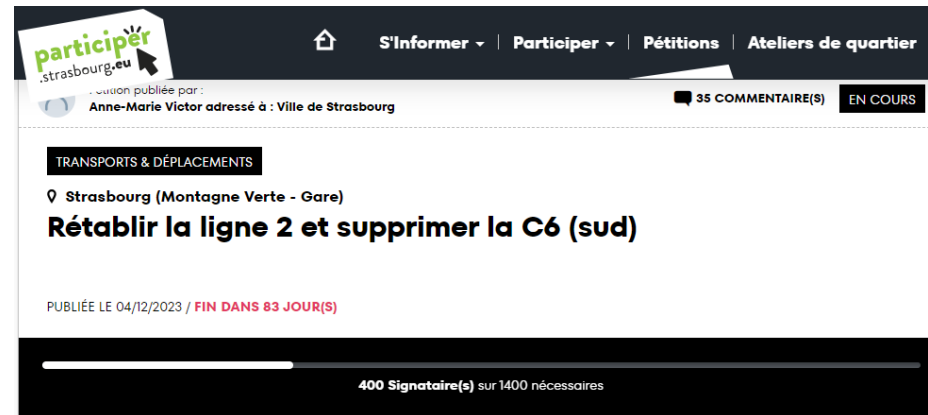 participer
.strasbourg.eu
S'Informer
Participer
Pétitions
Ateliers de quartier
publiée par :
Anne-Marie Victor adressé à : Ville de Strasbourg
35 COMMENTAIRE(S)
EN COURS
TRANSPORTS & DÉPLACEMENTS
Strasbourg (Montagne Verte - Gare)
Rétablir la ligne 2 et supprimer la C6 (sud)
PUBLIÉE LE 04/12/2023 / FIN DANS 83 JOUR(S)
400 Signataire(s) sur 1400 nécessaires